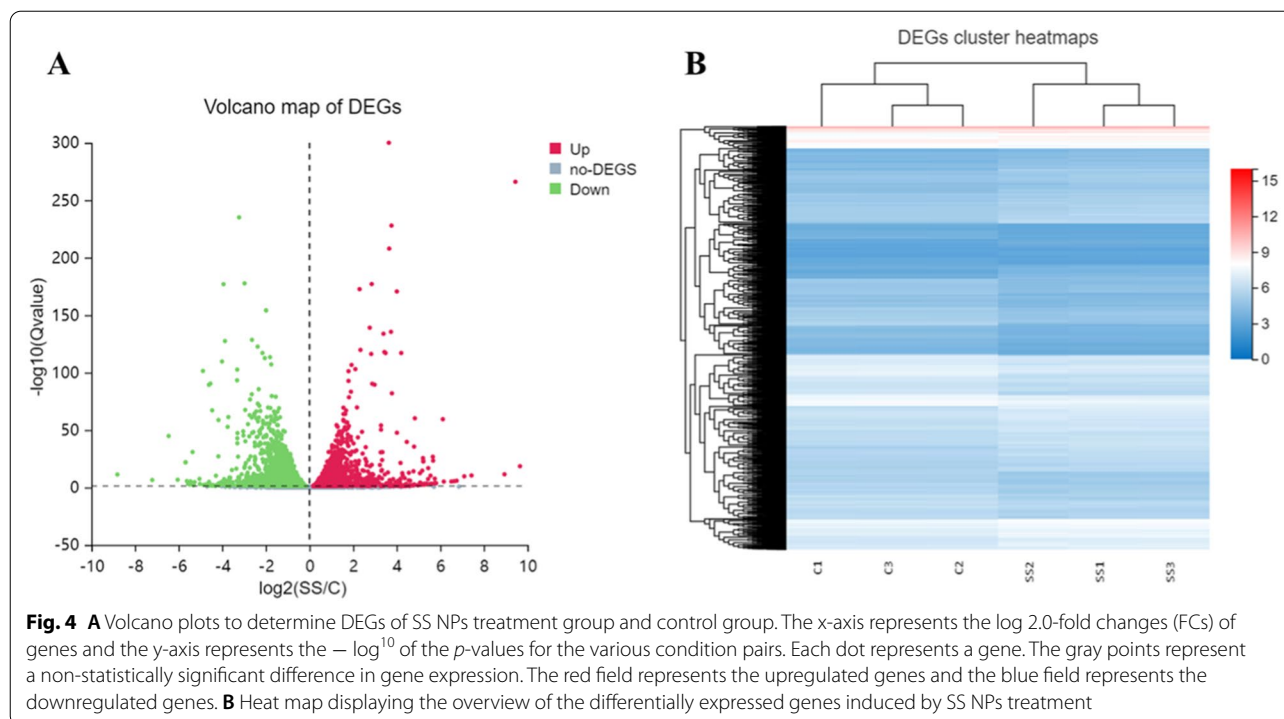 A
Volcano map of DEGs
-log10(Qvalue)
300
250
200
150
100
50
0
-50
-10 -8 -6 -4 -2 0 2 4 6 8 10
log2(SS/C)
Up
no-DEGS
Down
B
DEGs cluster heatmaps
15
12
9
6
3
0
C1 C3 C2 SS2 SS1 SS3
Fig. 4 A Volcano plots to determine DEGs of SS NPs treatment group and control group. The x-axis represents the log 2.0-fold changes (FCs) of
genes and the y-axis represents the − log10 of the p-values for the various condition pairs. Each dot represents a gene. The gray points represent
a non-statistically significant difference in gene expression. The red field represents the upregulated genes and the blue field represents the
downregulated genes. B Heat map displaying the overview of the differentially expressed genes induced by SS NPs treatment